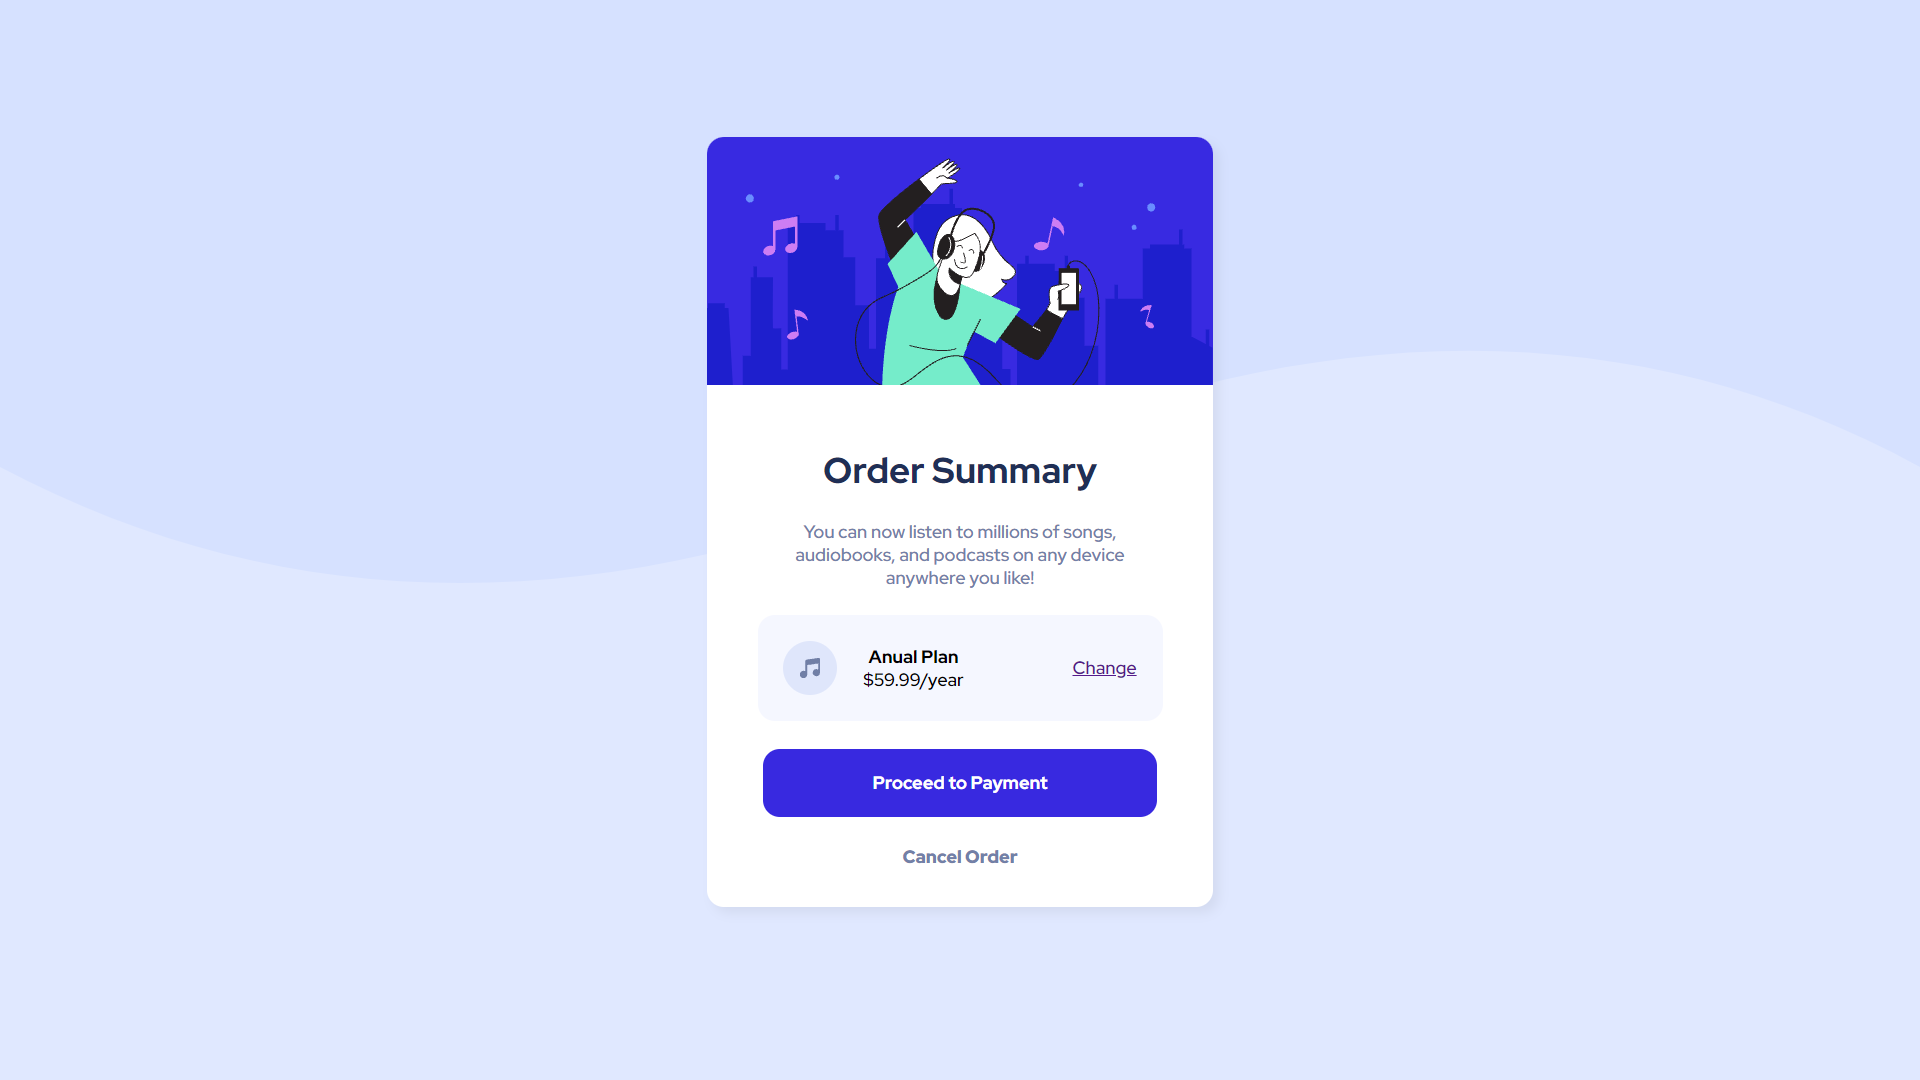 Order Summary
You can now listen to millions of songs,
audiobooks, and podcasts on any device
anywhere you like!
Anual Plan
$59.99/year
Change
Proceed to Payment
Cancel Order